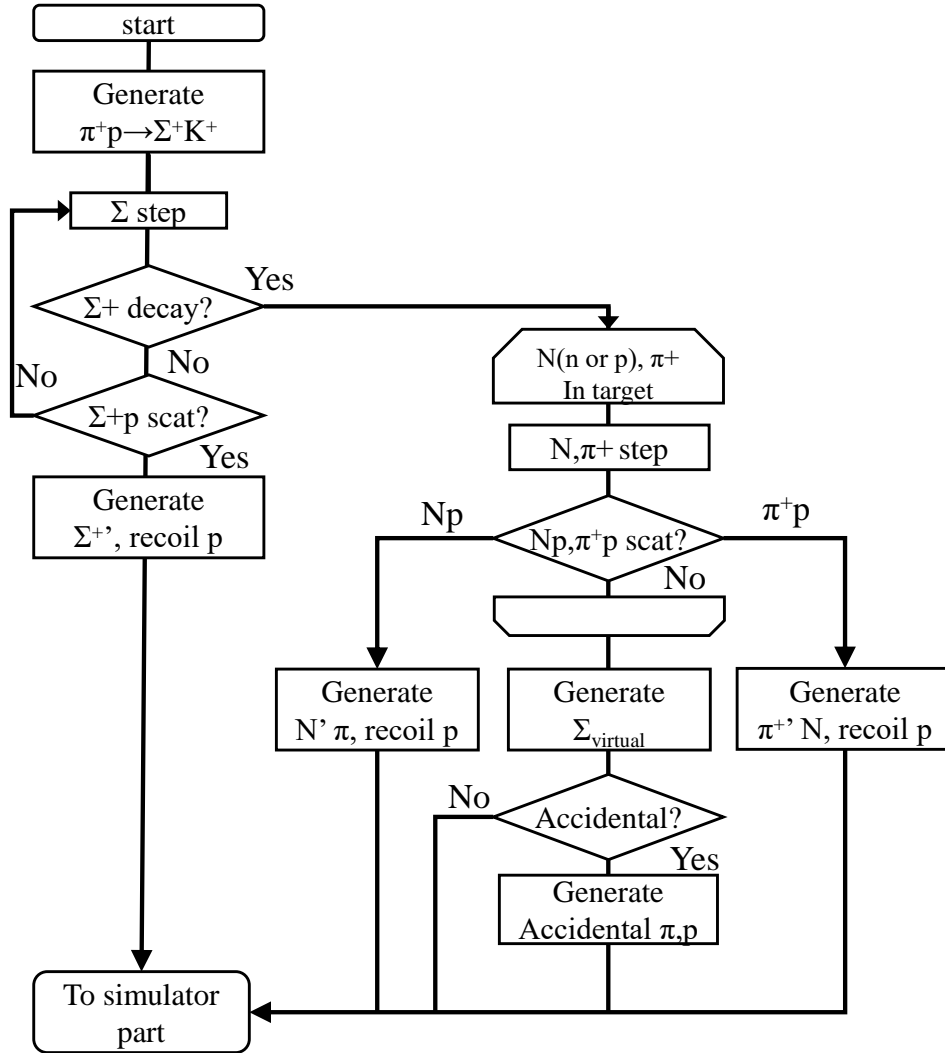 start
Generate
π⁺p→Σ⁺K⁺
Σ step
Yes
Σ+ decay?
No
No
Σ+p scat?
Yes
Generate
Σ⁺’, recoil p
N(n or p), π+
In target
N,π+ step
Np
π⁺p
Np,π⁺p scat?
No
Generate
N’ π, recoil p
Generate
Σvirtual
Generate
π⁺’ N, recoil p
No
Accidental?
Yes
Generate
Accidental π,p
To simulator
part